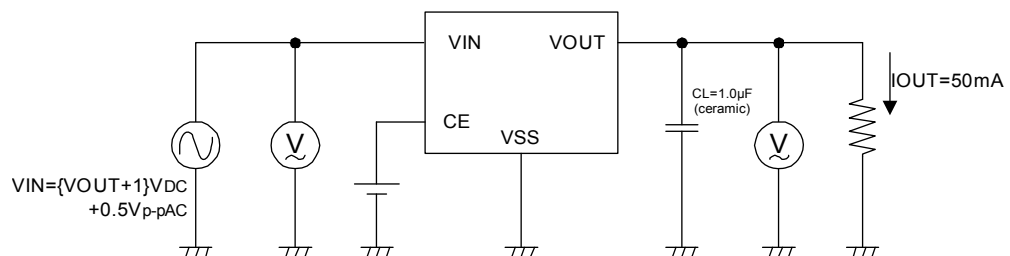 VIN
VOUT
CE
VSS
V
V
CL=1.0µF
(ceramic)
IOUT=50mA
VIN={VOUT+1}VDC
+0.5Vp-pAC